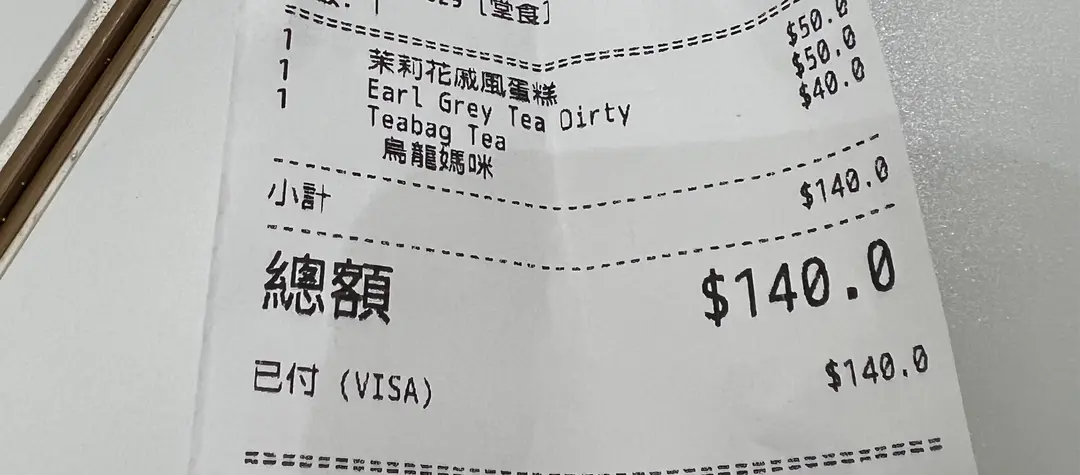 [堂食]
1 茉莉花戚風蛋糕 $50.0
1 Earl Grey Tea Dirty $50.0
1 Teabag Tea $40.0
烏龍媽咪
小計 $140.0
總額 $140.0
已付 (VISA) $140.0